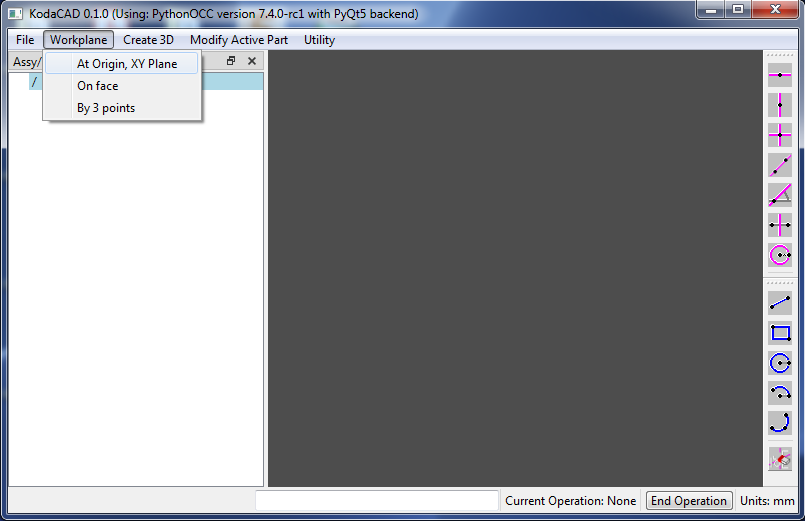 KodaCAD 0.1.0 (Using: PythonOCC version 7.4.0-rc1 with PyQt5 backend)
File Workplane Create 3D Modify Active Part Utility
Assy/
/
At Origin, XY Plane
On face
By 3 points
Current Operation: None End Operation Units: mm